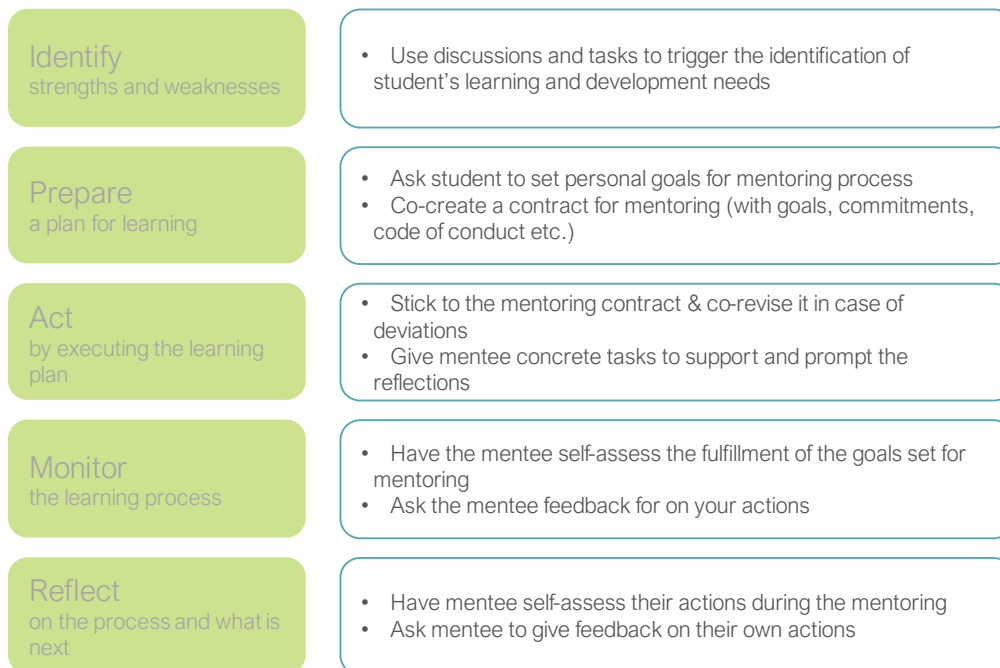 Identify
strengths and weaknesses
• Use discussions and tasks to trigger the identification of
student's learning and development needs
Prepare
a plan for learning
• Ask student to set personal goals for mentoring process
• Co-create a contract for mentoring (with goals, commitments,
code of conduct etc.)
Act
by executing the learning
plan
• Stick to the mentoring contract & co-revise it in case of
deviations
• Give mentee concrete tasks to support and prompt the
reflections
Monitor
the learning process
• Have the mentee self-assess the fulfillment of the goals set for
mentoring
• Ask the mentee feedback for on your actions
Reflect
on the process and what is
next
• Have mentee self-assess their actions during the mentoring
• Ask mentee to give feedback on their own actions